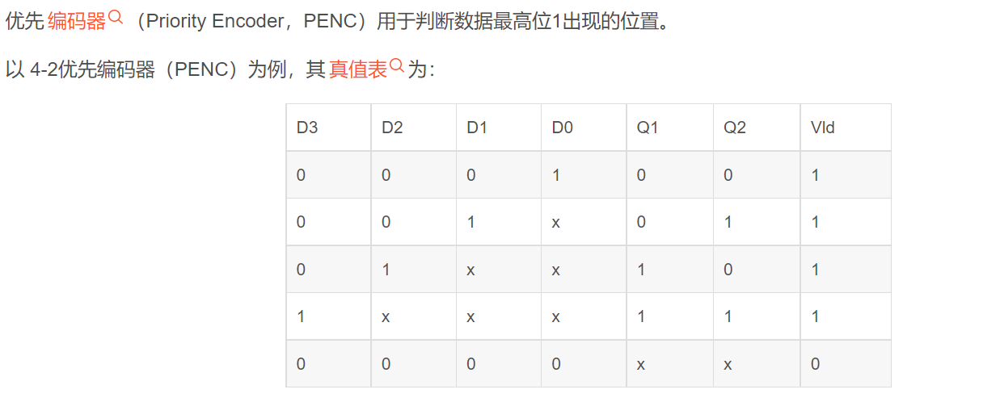 优先编码器（Priority Encoder，PENC）用于判断数据最高位1出现的位置。
以 4-2优先编码器（PENC）为例，其真值表为：
D3 D2 D1 D0 Q1 Q2 Vld
0 0 0 1 0 0 1
0 0 1 x 0 1 1
0 1 x x 1 0 1
1 x x x 1 1 1
0 0 0 0 x x 0